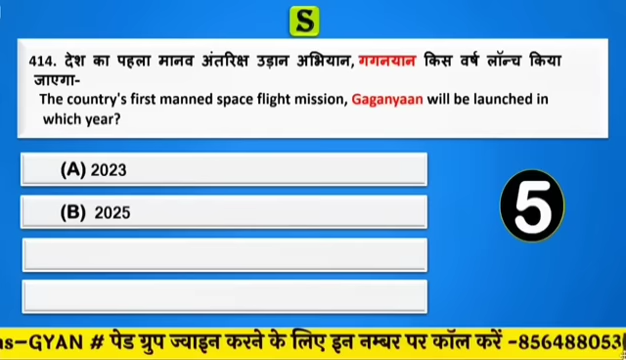 S
414. देश का पहला मानव अंतरिक्ष उड़ान अभियान, गगनयान किस वर्ष लॉन्च किया
जाएगा-
The country's first manned space flight mission, Gaganyaan will be launched in
which year?
(A) 2023
(B) 2025
5
-GYAN # पेड ग्रुप ज्वाइन करने के लिए इन नम्बर पर कॉल करें -856488053